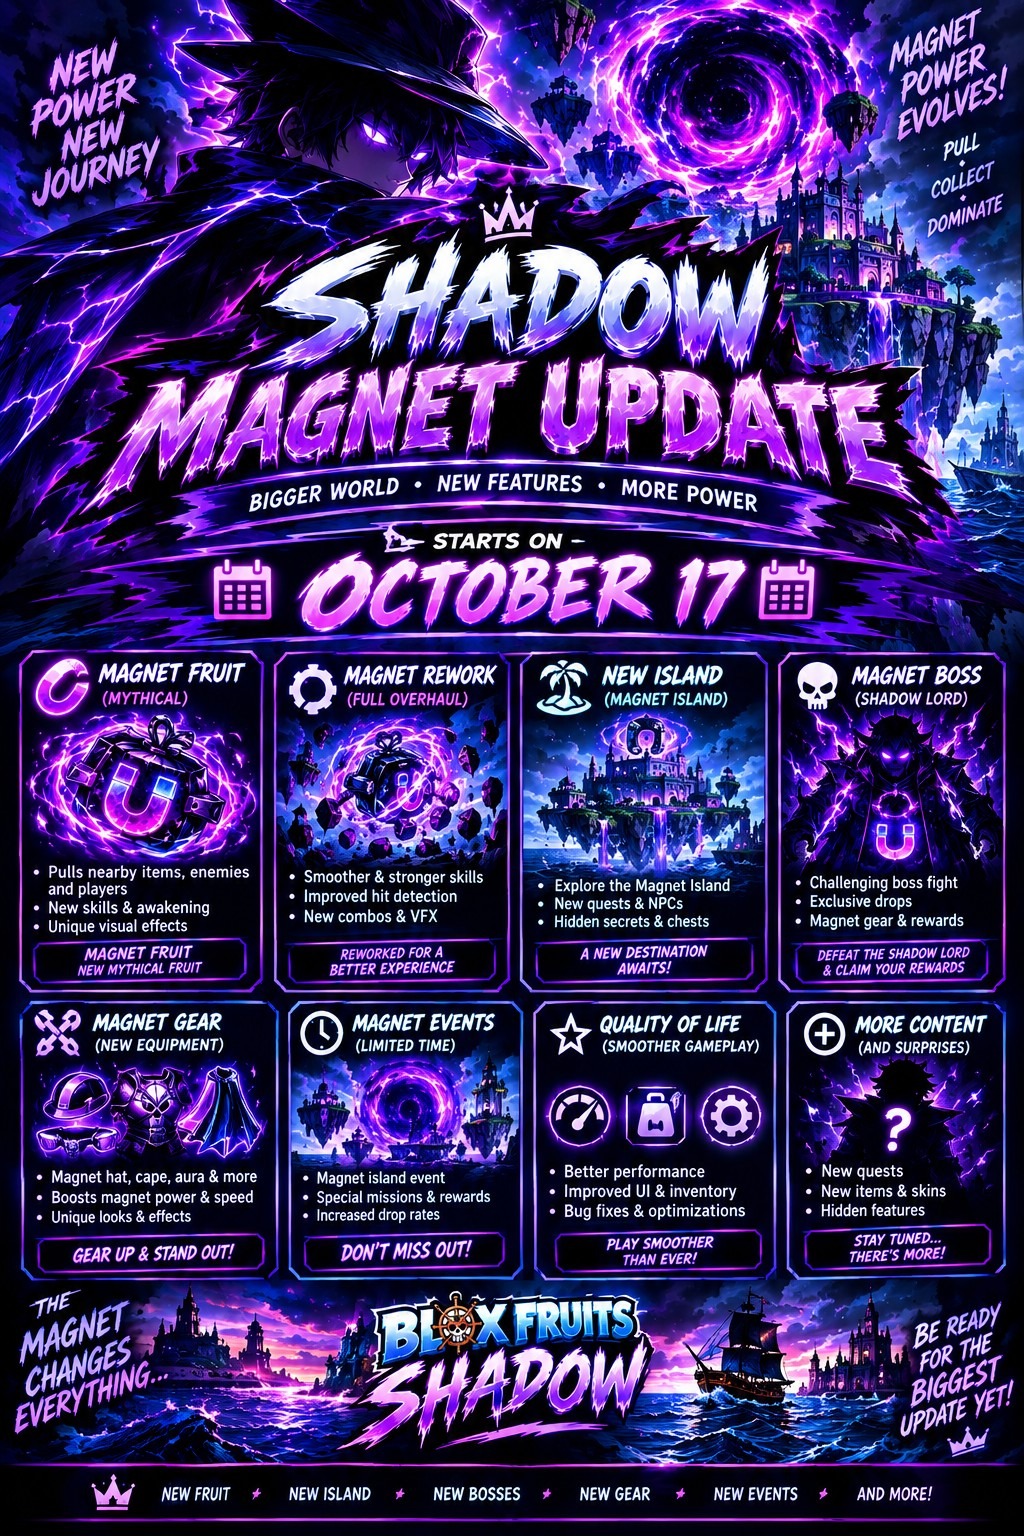 NEW
POWER
NEW
JOURNEY
MAGNET
POWER
EVOLVES!
PULL
COLLECT
DOMINATE
SHADOW
MAGNET UPDATE
BIGGER WORLD • NEW FEATURES • MORE POWER
STARTS ON
OCTOBER 17
MAGNET FRUIT
(MYTHICAL)
• Pulls nearby items, enemies
and players
• New skills & awakening
• Unique visual effects
MAGNET FRUIT
NEW MYTHICAL FRUIT
MAGNET REWORK
(FULL OVERHAUL)
• Smoother & stronger skills
• Improved hit detection
• New combos & VFX
REWORKED FOR A
BETTER EXPERIENCE
NEW ISLAND
(MAGNET ISLAND)
• Explore the Magnet Island
• New quests & NPCs
• Hidden secrets & chests
A NEW DESTINATION
AWAITS!
MAGNET BOSS
(SHADOW LORD)
• Challenging boss fight
• Exclusive drops
• Magnet gear & rewards
DEFEAT THE SHADOW LORD
& CLAIM YOUR REWARDS
MAGNET GEAR
(NEW EQUIPMENT)
• Magnet hat, cape, aura & more
• Boosts magnet power & speed
• Unique looks & effects
GEAR UP & STAND OUT!
MAGNET EVENTS
(LIMITED TIME)
• Magnet island event
• Special missions & rewards
• Increased drop rates
DON'T MISS OUT!
QUALITY OF LIFE
(SMOOTHER GAMEPLAY)
• Better performance
• Improved UI & inventory
• Bug fixes & optimizations
PLAY SMOOTHER
THAN EVER!
MORE CONTENT
(AND SURPRISES)
?
• New quests
• New items & skins
• Hidden features
STAY TUNED...
THERE'S MORE!
THE
MAGNET
CHANGES
EVERYTHING...
BLOX FRUITS
SHADOW
BE READY
FOR THE
BIGGEST
UPDATE YET!
NEW FRUIT NEW ISLAND NEW BOSSES NEW GEAR NEW EVENTS AND MORE!